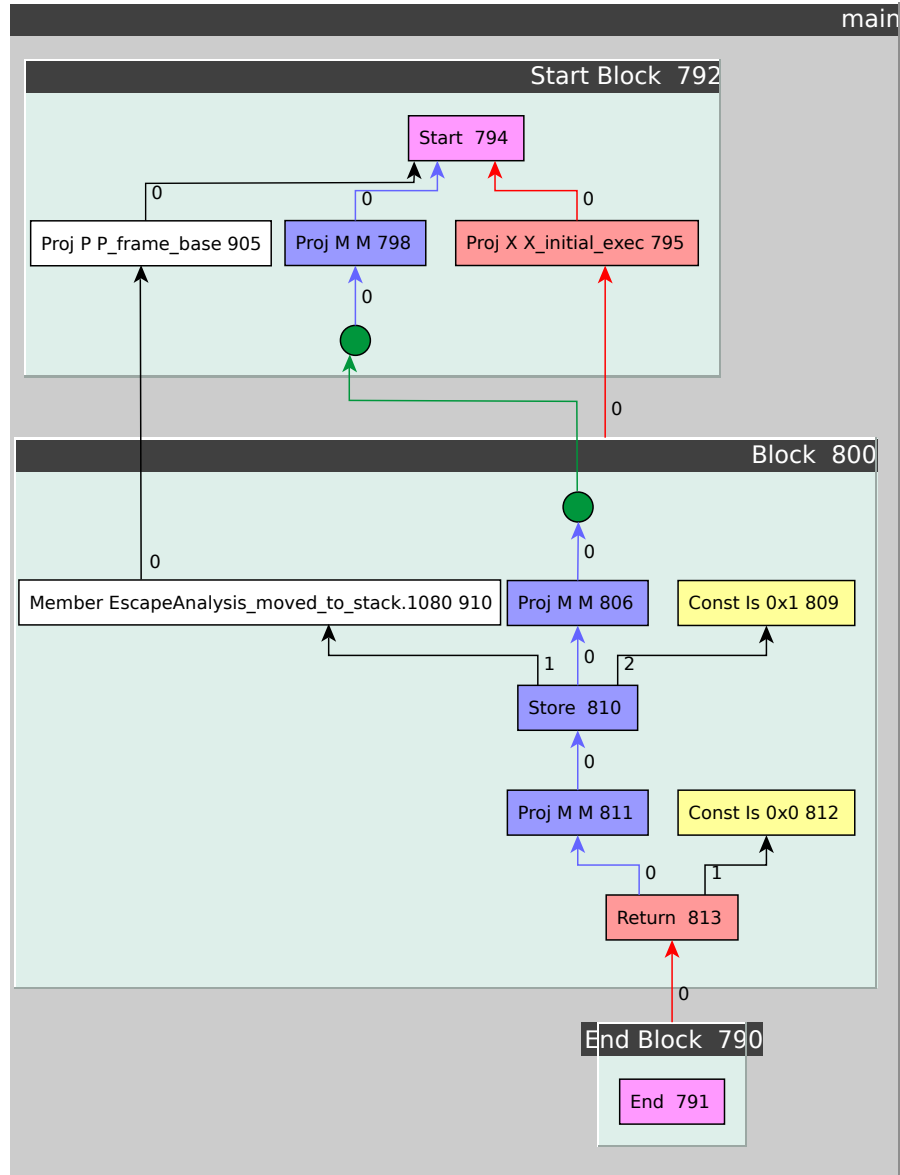 main
Start Block  792
Start  794
0
0
0
Proj P P_frame_base 905
Proj M M 798
Proj X X_initial_exec 795
0
0
Block  800
0
0
Member EscapeAnalysis_moved_to_stack.1080 910
Proj M M 806
Const Is 0x1 809
1
0
2
Store  810
0
Proj M M 811
Const Is 0x0 812
0
1
Return  813
0
End Block  790
End  791